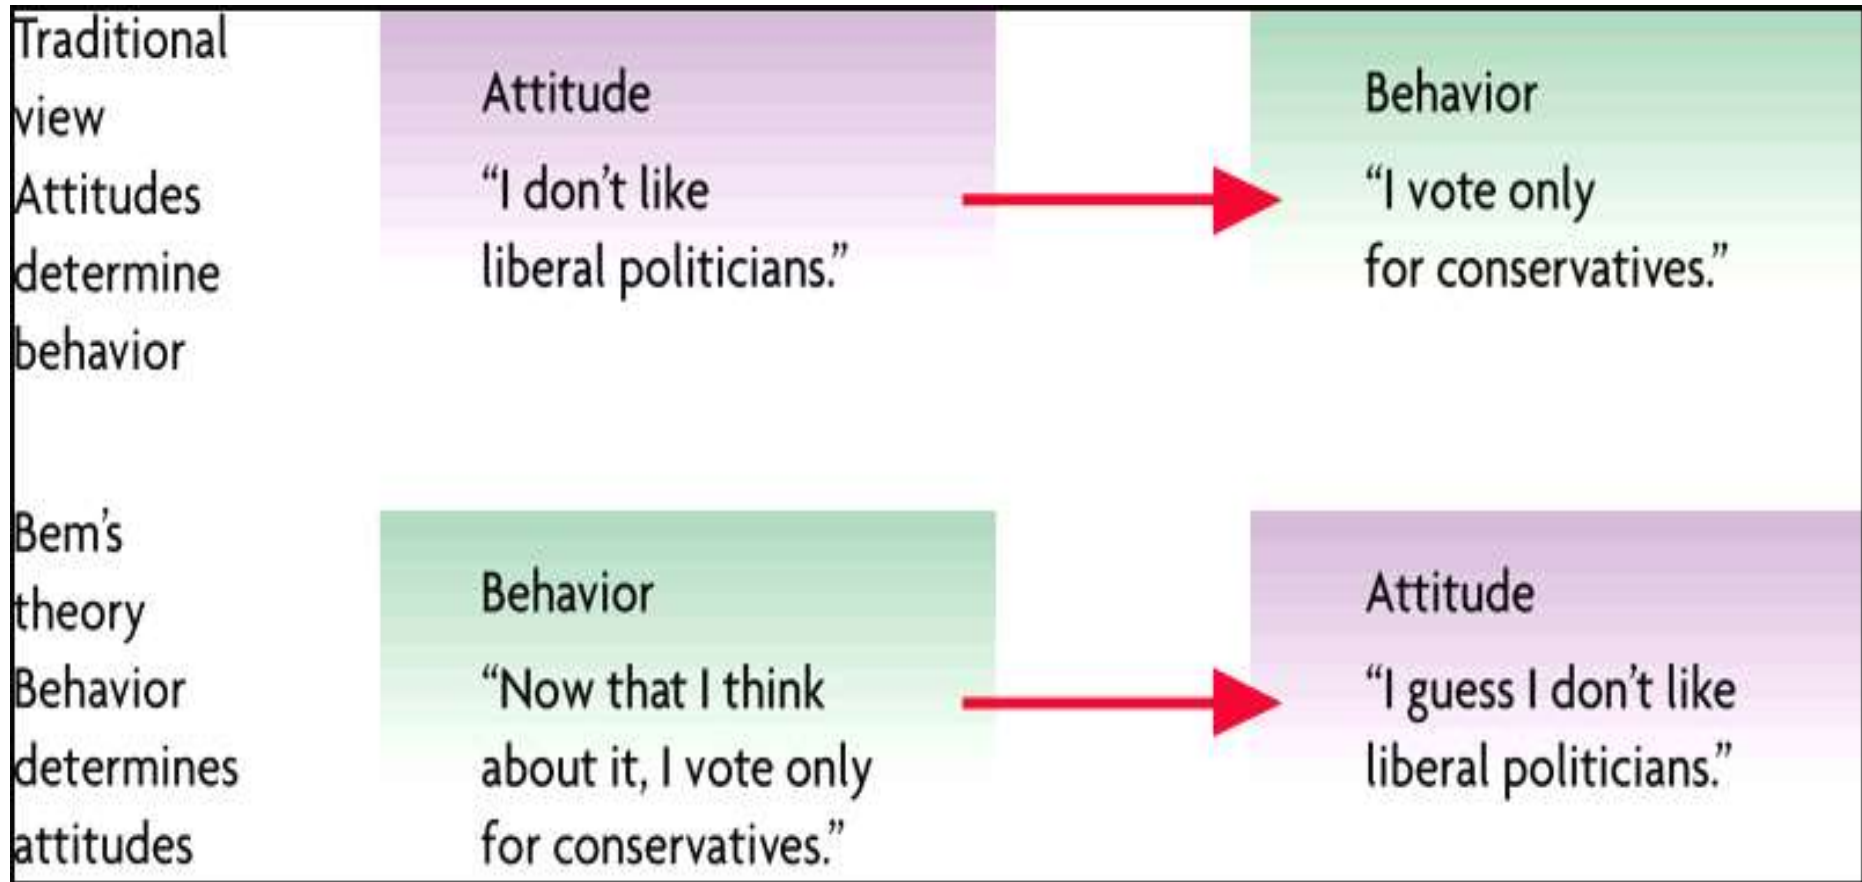 Traditional
view
Attitudes
determine
behavior
Attitude
“I don’t like
liberal politicians.”
Behavior
“I vote only
for conservatives.”
Bem’s
theory
Behavior
determines
attitudes
Behavior
“Now that I think
about it, I vote only
for conservatives.”
Attitude
“I guess I don’t like
liberal politicians.”